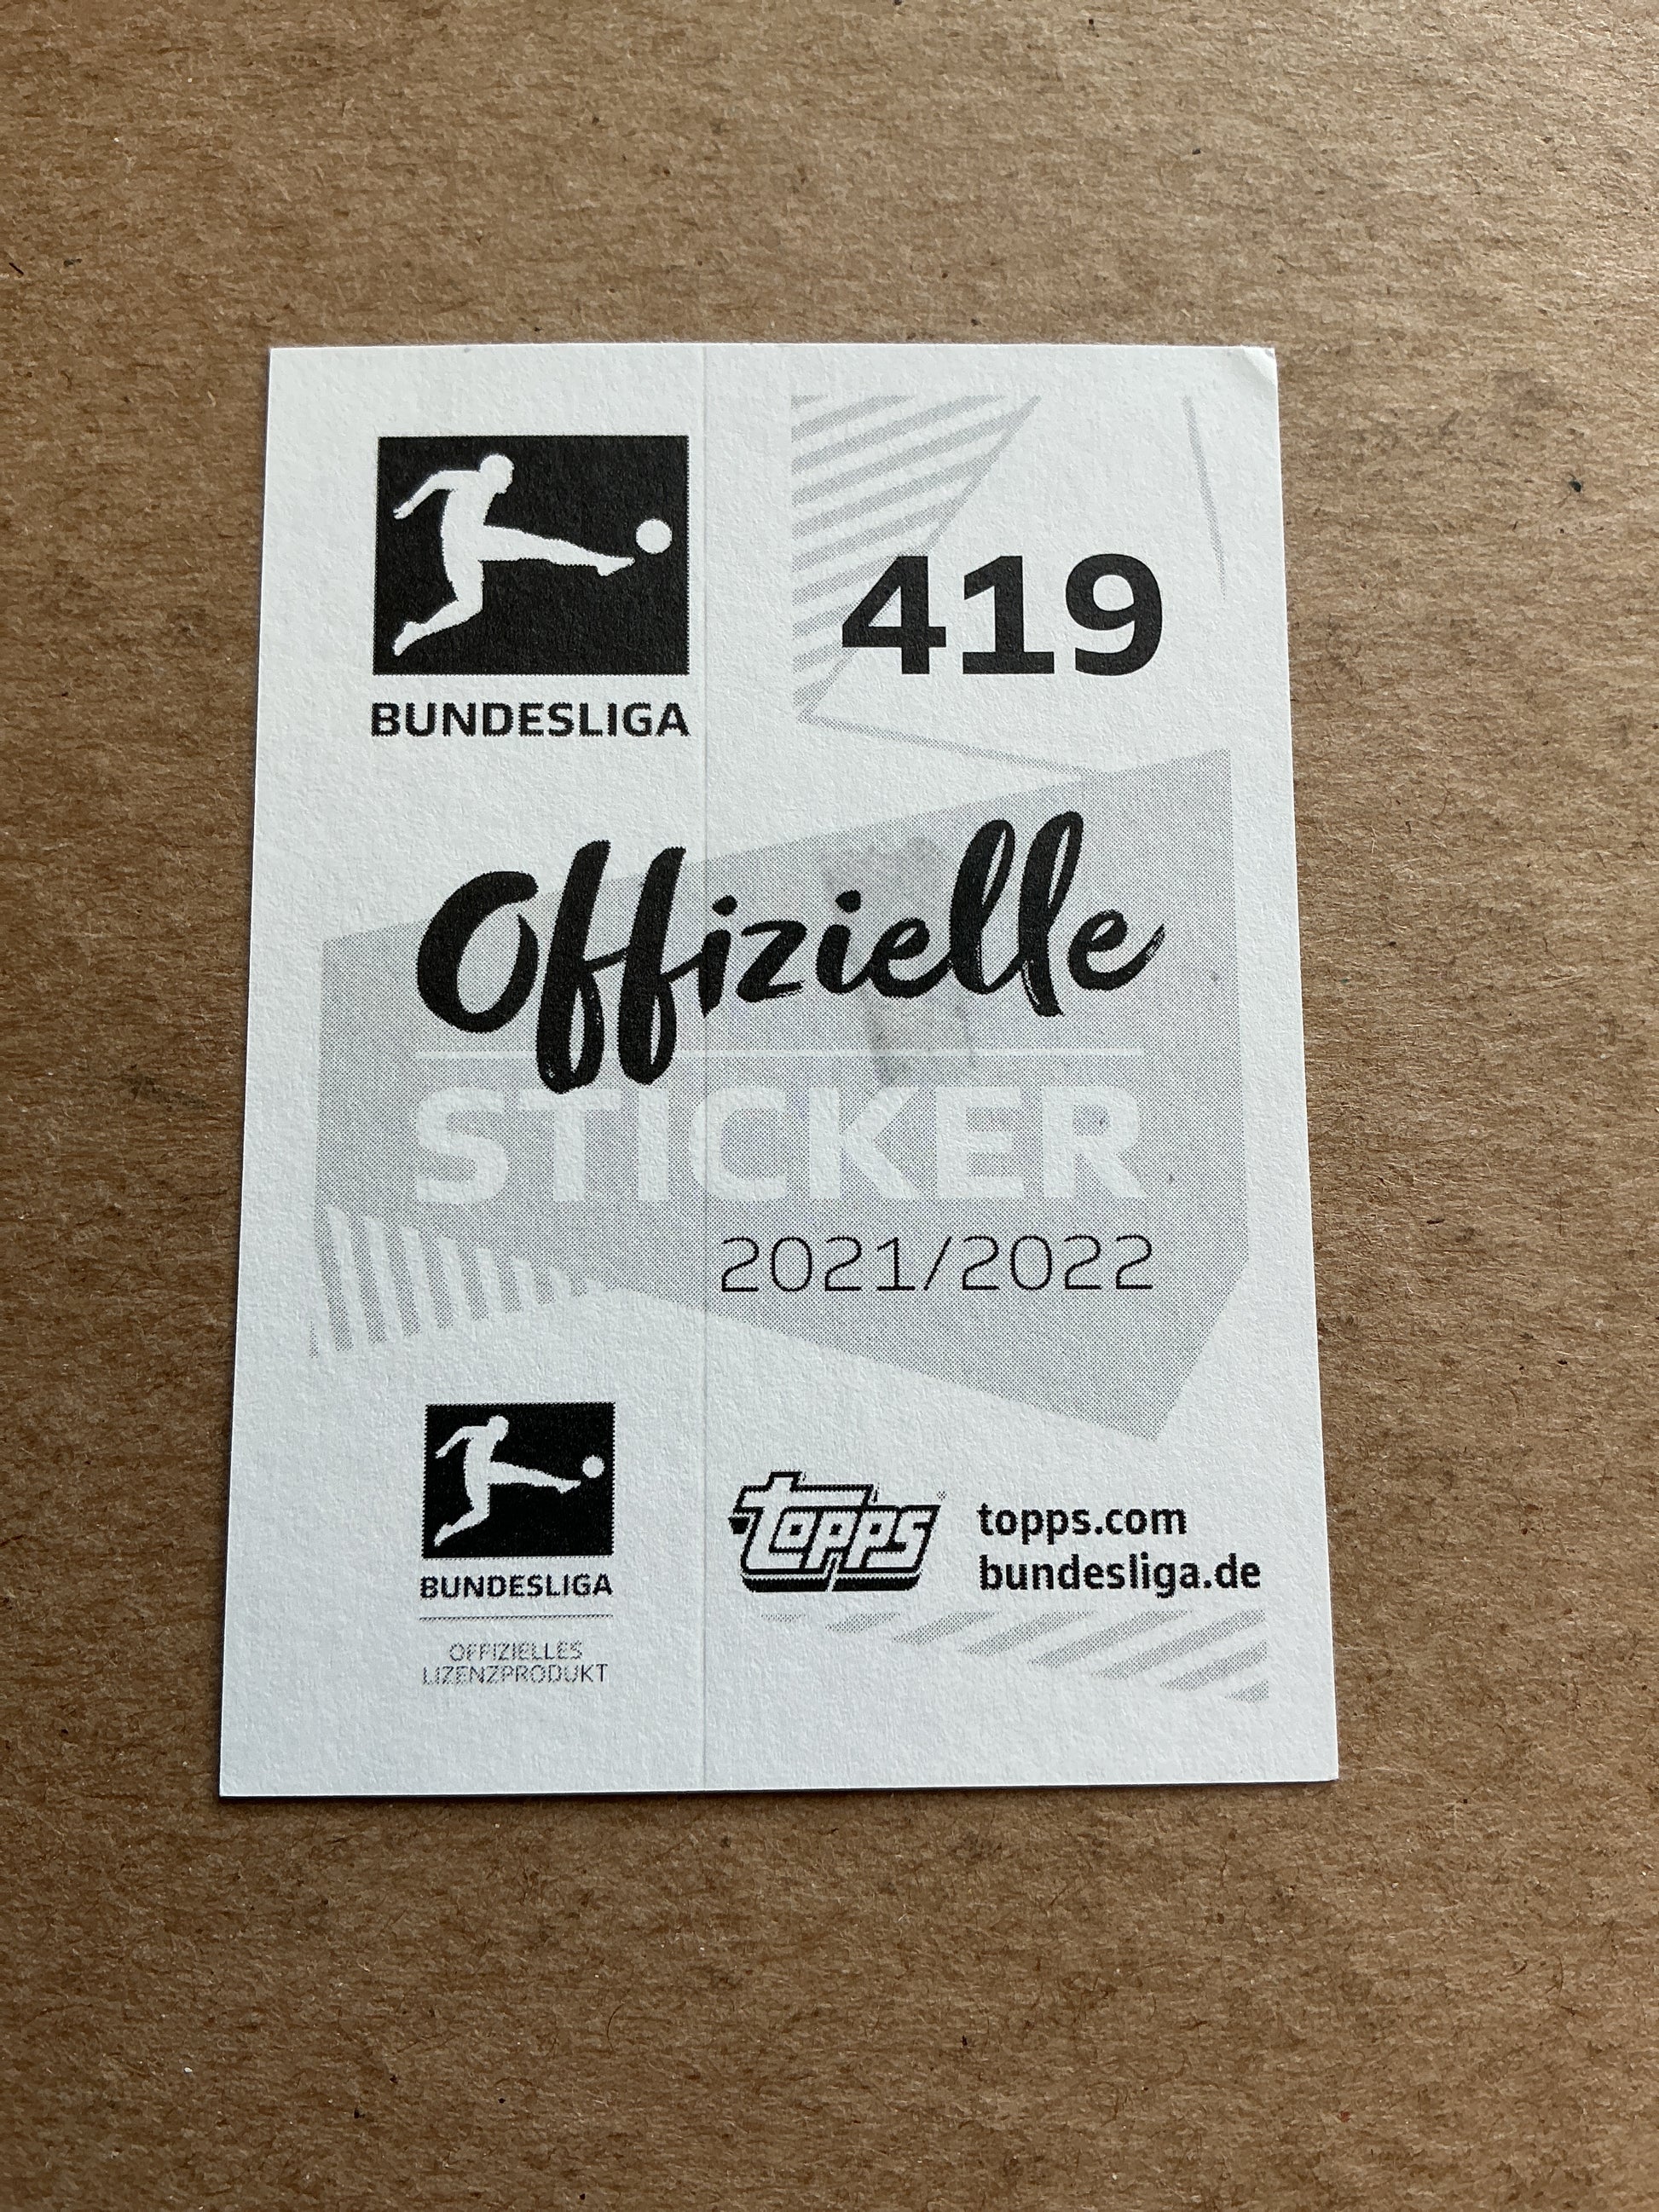 BUNDESLIGA
419
Offizielle
STICKER
2021/2022
BUNDESLIGA
OFFIZIELLES
LIZENZPRODUKT
topps
topps.com
bundesliga.de